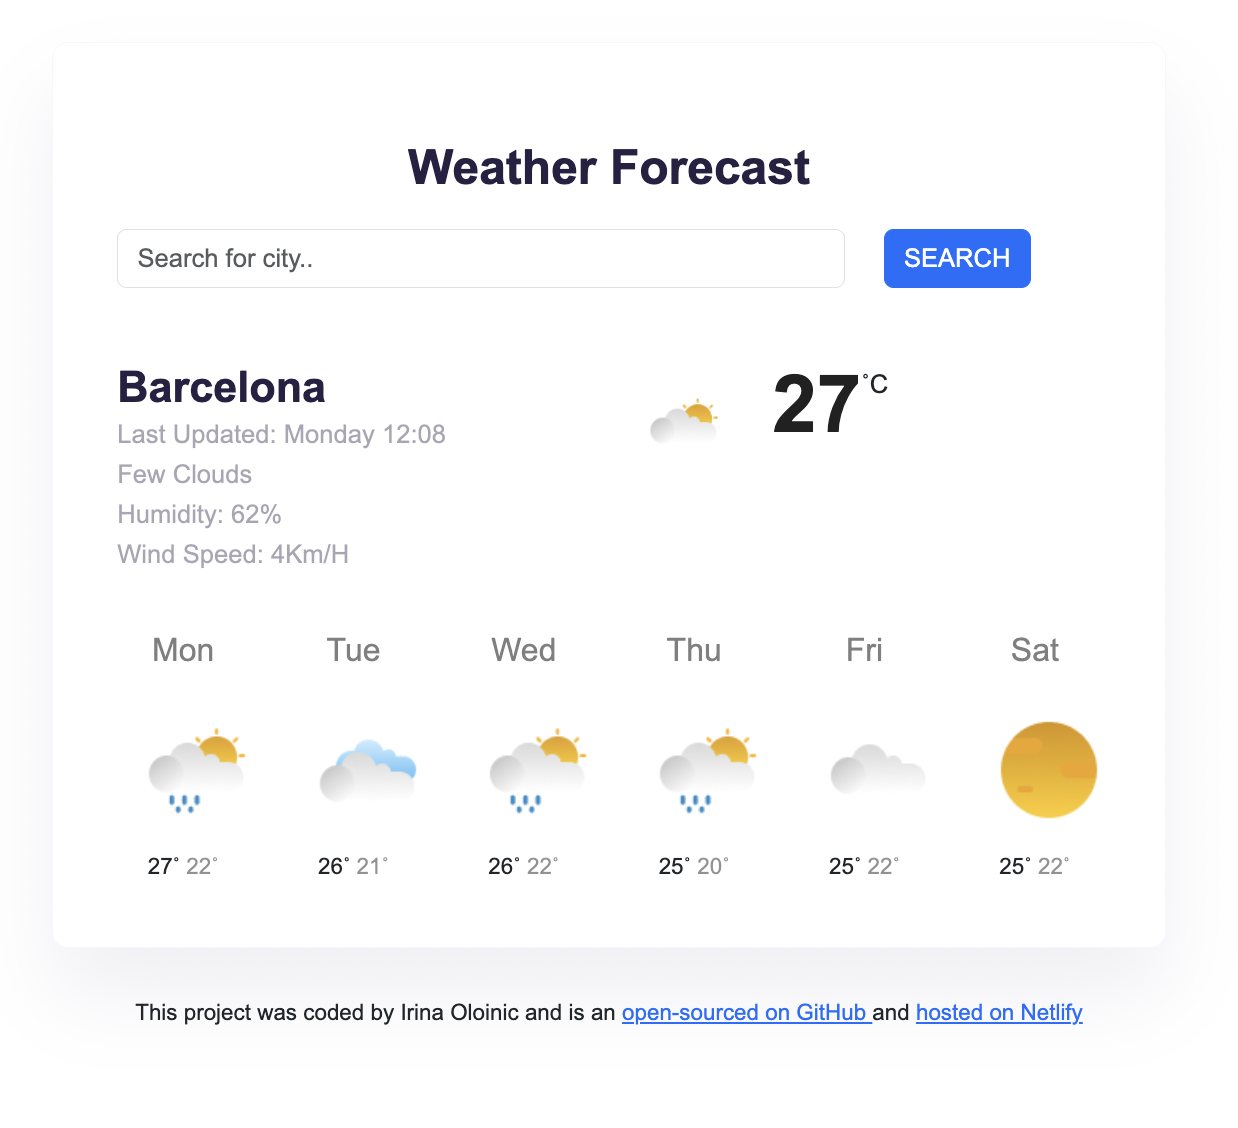 Weather Forecast
Search for city..
SEARCH
Barcelona
27°C
Last Updated: Monday 12:08
Few Clouds
Humidity: 62%
Wind Speed: 4Km/H
Mon Tue Wed Thu Fri Sat
27° 22° 26° 21° 26° 22° 25° 20° 25° 22° 25° 22°
This project was coded by Irina Oloinic and is an open-sourced on GitHub and hosted on Netlify